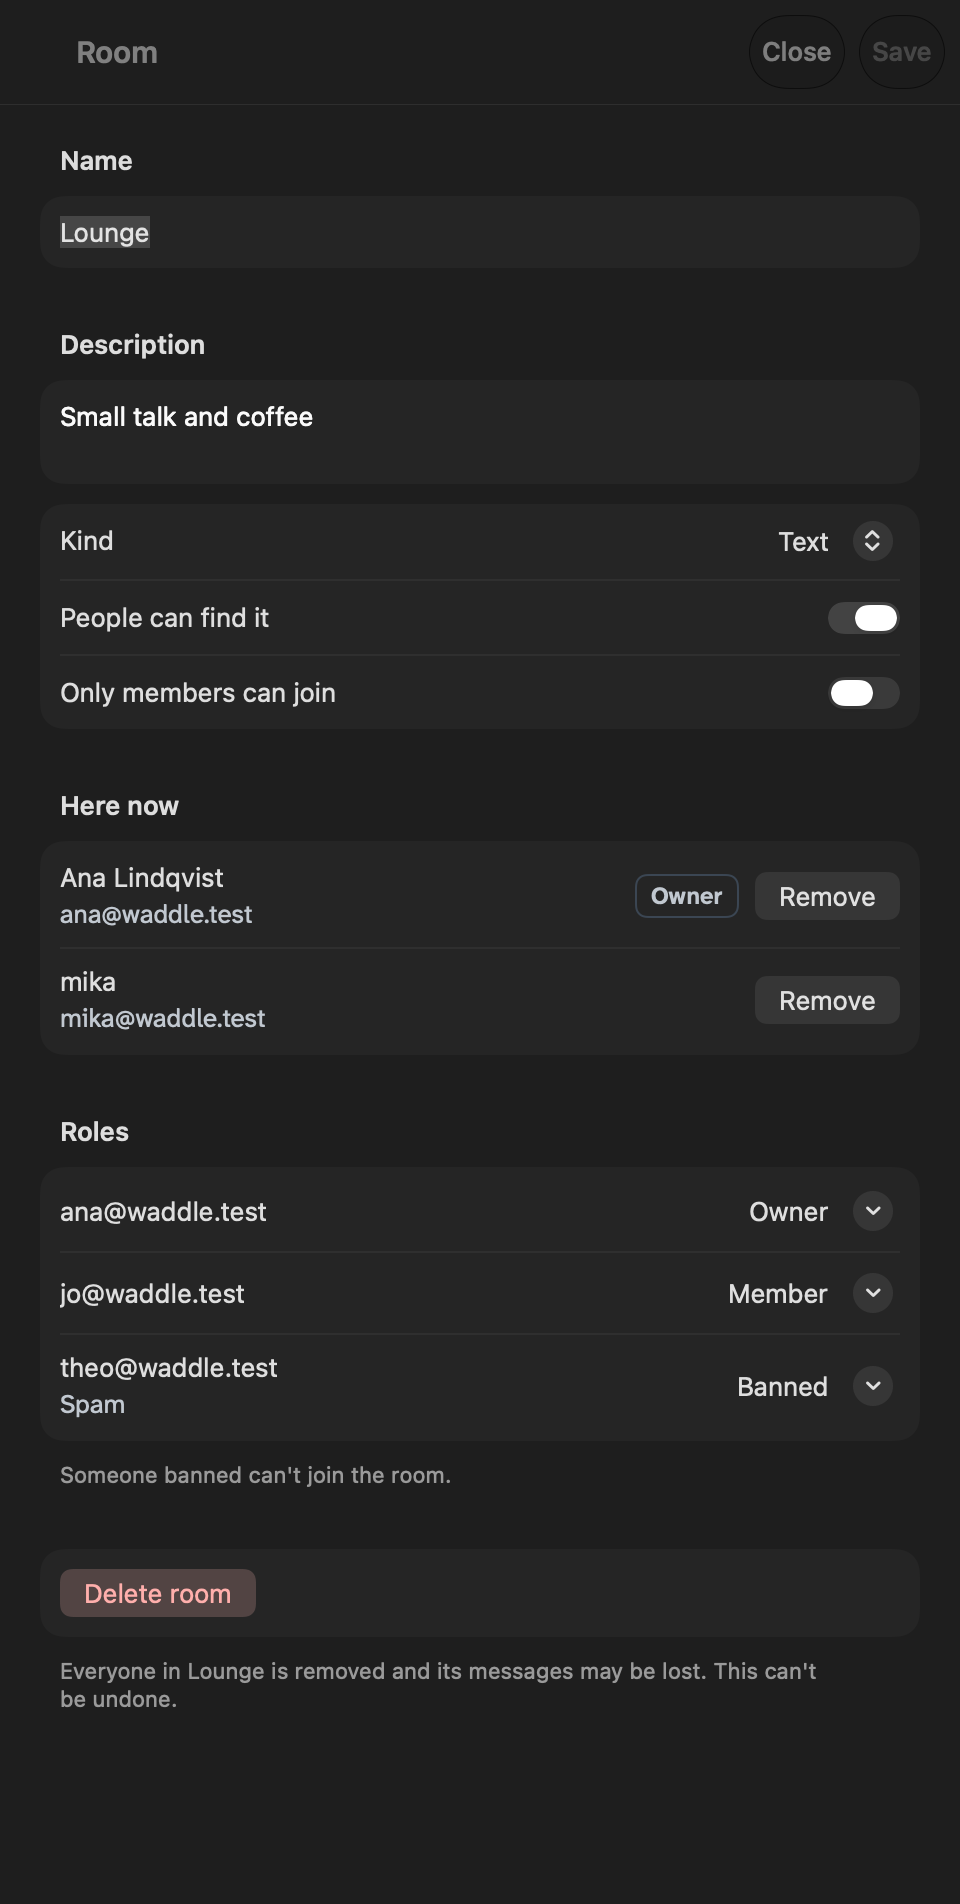 Room
Close
Save
Name
Lounge
Description
Small talk and coffee
Kind
Text
People can find it
Only members can join
Here now
Ana Lindqvist
ana@waddle.test
Owner
Remove
mika
mika@waddle.test
Remove
Roles
ana@waddle.test
Owner
jo@waddle.test
Member
theo@waddle.test
Spam
Banned
Someone banned can't join the room.
Delete room
Everyone in Lounge is removed and its messages may be lost. This can't
be undone.